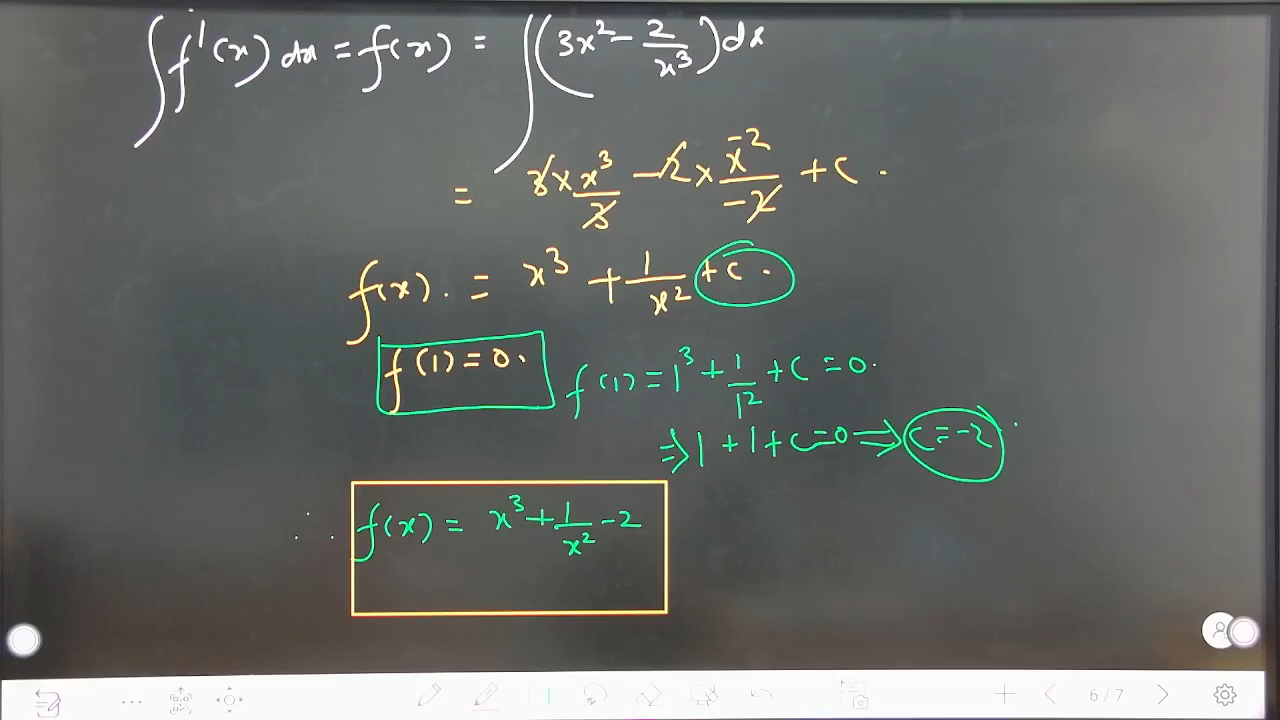 ∫f'(x) dx = f(x) = ∫(3x² - 2/x³)dx
= 3 × x³/3 - 2 × x⁻²/-2 + c.
f(x). = x³ + 1/x² + c.
f(1) = 0. f(1) = 1³ + 1/1² + c = 0.
⇒ 1 + 1 + c = 0 ⇒ c = -2
∴ f(x) = x³ + 1/x² - 2
6/7